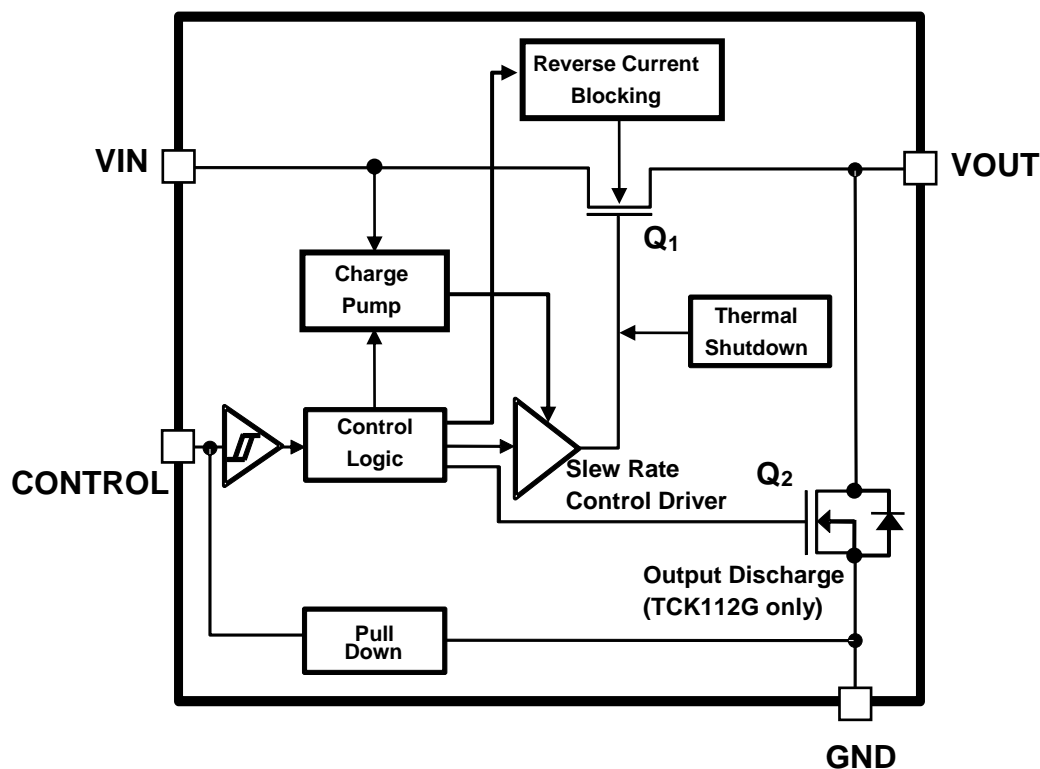 Reverse Current
Blocking
VIN
VOUT
Q1
Charge
Pump
Thermal
Shutdown
Control
Logic
CONTROL
Slew Rate
Control Driver
Q2
Output Discharge
(TCK112G only)
Pull
Down
GND